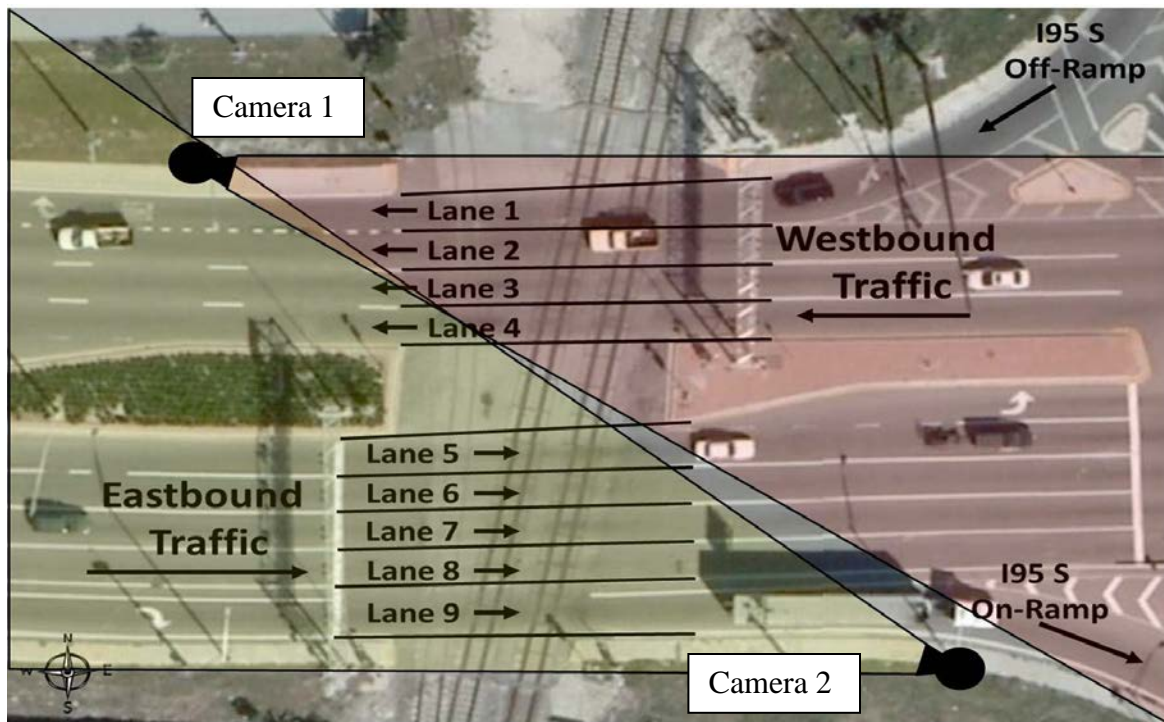 I95 S
Off-Ramp
Camera 1
Lane 1
Lane 2
Westbound
Traffic
Lane 3
Lane 4
Lane 5
Eastbound
Traffic
Lane 6
Lane 7
Lane 8
Lane 9
I95 S
On-Ramp
N
W
E
S
Camera 2